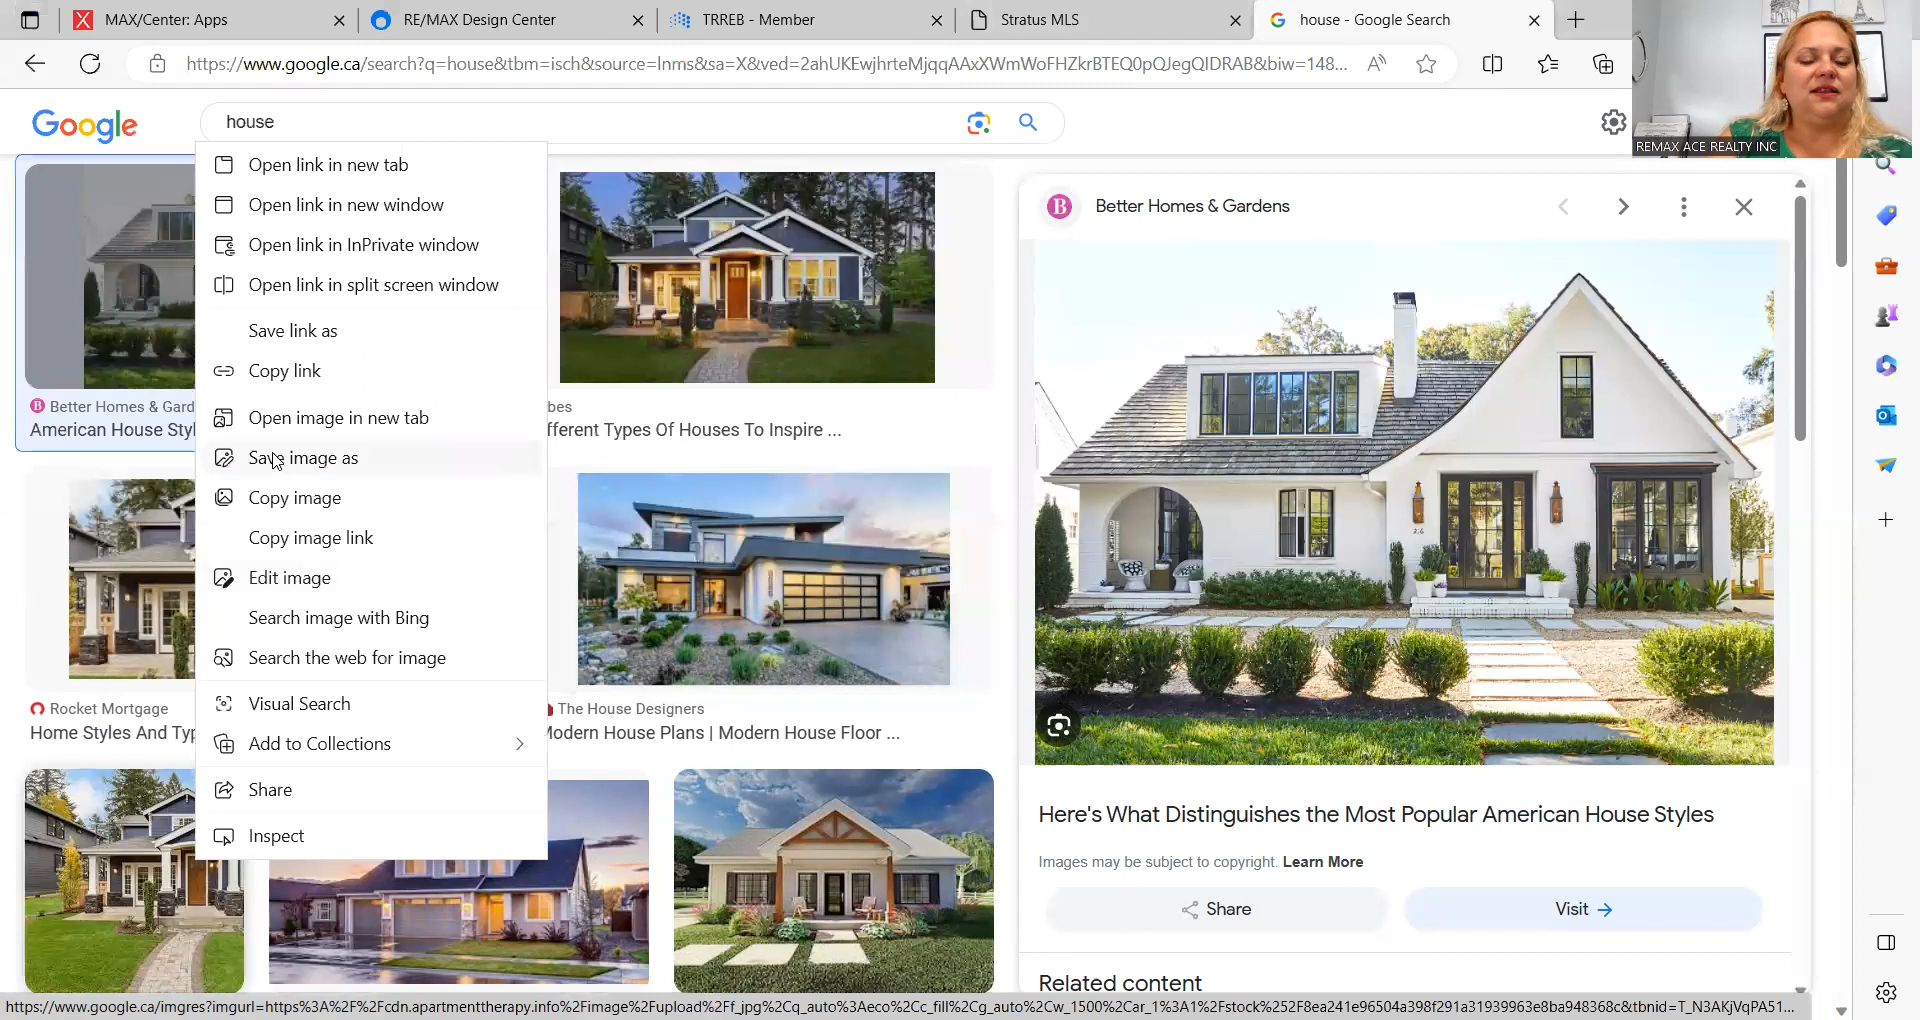 MAX/Center: Apps
RE/MAX Design Center
TRREB - Member
Stratus MLS
house - Google Search
https://www.google.ca/search?q=house&tbm=isch&source=lnms&sa=X&ved=2ahUKEwjhrteMjqqAAxXWmWoFHZkrBTEQ0pQJegQIDRAB&biw=148...
REMAX ACE REALTY INC
Google
house
Open link in new tab
Open link in new window
Open link in InPrivate window
Open link in split screen window
Save link as
Copy link
Open image in new tab
Save image as
Copy image
Copy image link
Edit image
Search image with Bing
Search the web for image
Visual Search
Add to Collections
Share
Inspect
Better Homes & Gard
American House Styl
bes
fferent Types Of Houses To Inspire ...
Rocket Mortgage
Home Styles And Typ
The House Designers
Modern House Plans | Modern House Floor ...
B Better Homes & Gardens
Here's What Distinguishes the Most Popular American House Styles
Images may be subject to copyright. Learn More
Share
Visit
Related content
https://www.google.ca/imgres?imgurl=https%3A%2F%2Fcdn.apartmenttherapy.info%2Fimage%2Fupload%2Ff_jpg%2Cq_auto%3Aeco%2Cc_fill%2Cg_auto%2Cw_1500%2Car_1%3A1%2Fstock%252F8ea241e96504a398f291a31939963e8ba948368c&tbnid=T_N3AKjVqPA51...